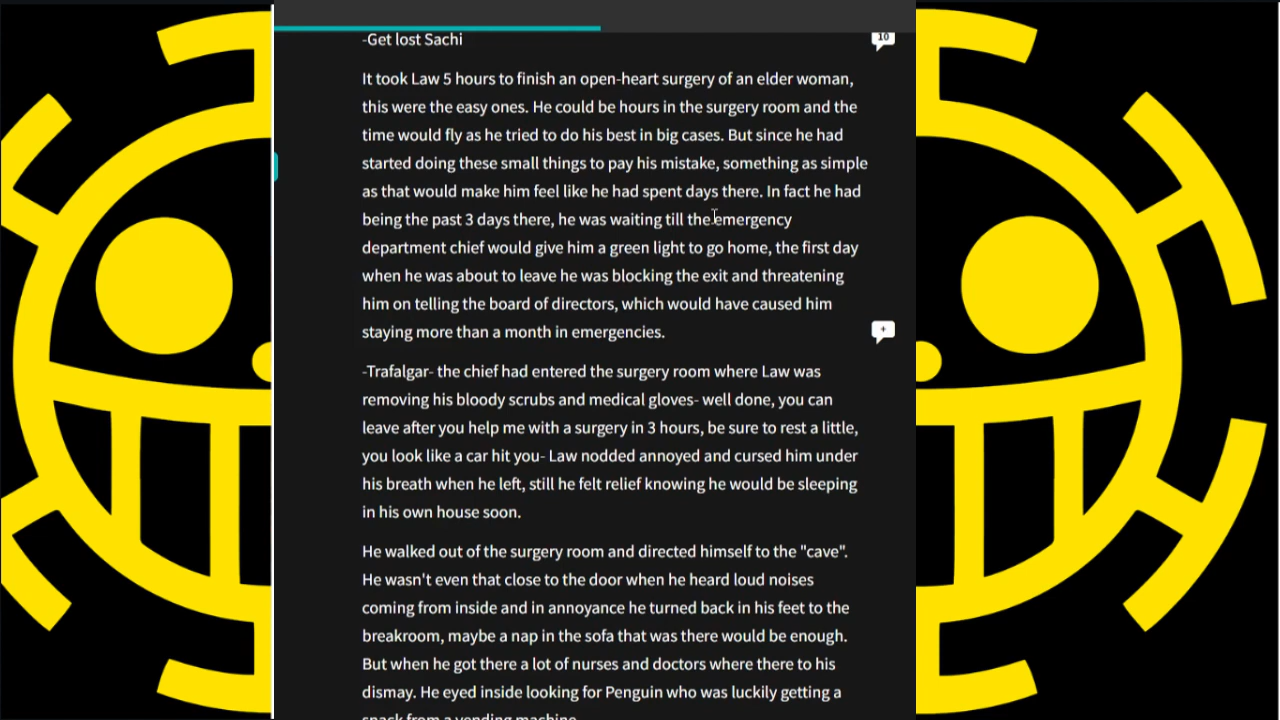 -Get lost Sachi
10
It took Law 5 hours to finish an open-heart surgery of an elder woman,
this were the easy ones. He could be hours in the surgery room and the
time would fly as he tried to do his best in big cases. But since he had
started doing these small things to pay his mistake, something as simple
as that would make him feel like he had spent days there. In fact he had
being the past 3 days there, he was waiting till the emergency
department chief would give him a green light to go home, the first day
when he was about to leave he was blocking the exit and threatening
him on telling the board of directors, which would have caused him
staying more than a month in emergencies.
+
-Trafalgar- the chief had entered the surgery room where Law was
removing his bloody scrubs and medical gloves- well done, you can
leave after you help me with a surgery in 3 hours, be sure to rest a little,
you look like a car hit you- Law nodded annoyed and cursed him under
his breath when he left, still he felt relief knowing he would be sleeping
in his own house soon.
He walked out of the surgery room and directed himself to the "cave".
He wasn't even that close to the door when he heard loud noises
coming from inside and in annoyance he turned back in his feet to the
breakroom, maybe a nap in the sofa that was there would be enough.
But when he got there a lot of nurses and doctors where there to his
dismay. He eyed inside looking for Penguin who was luckily getting a
snack from a vending machine